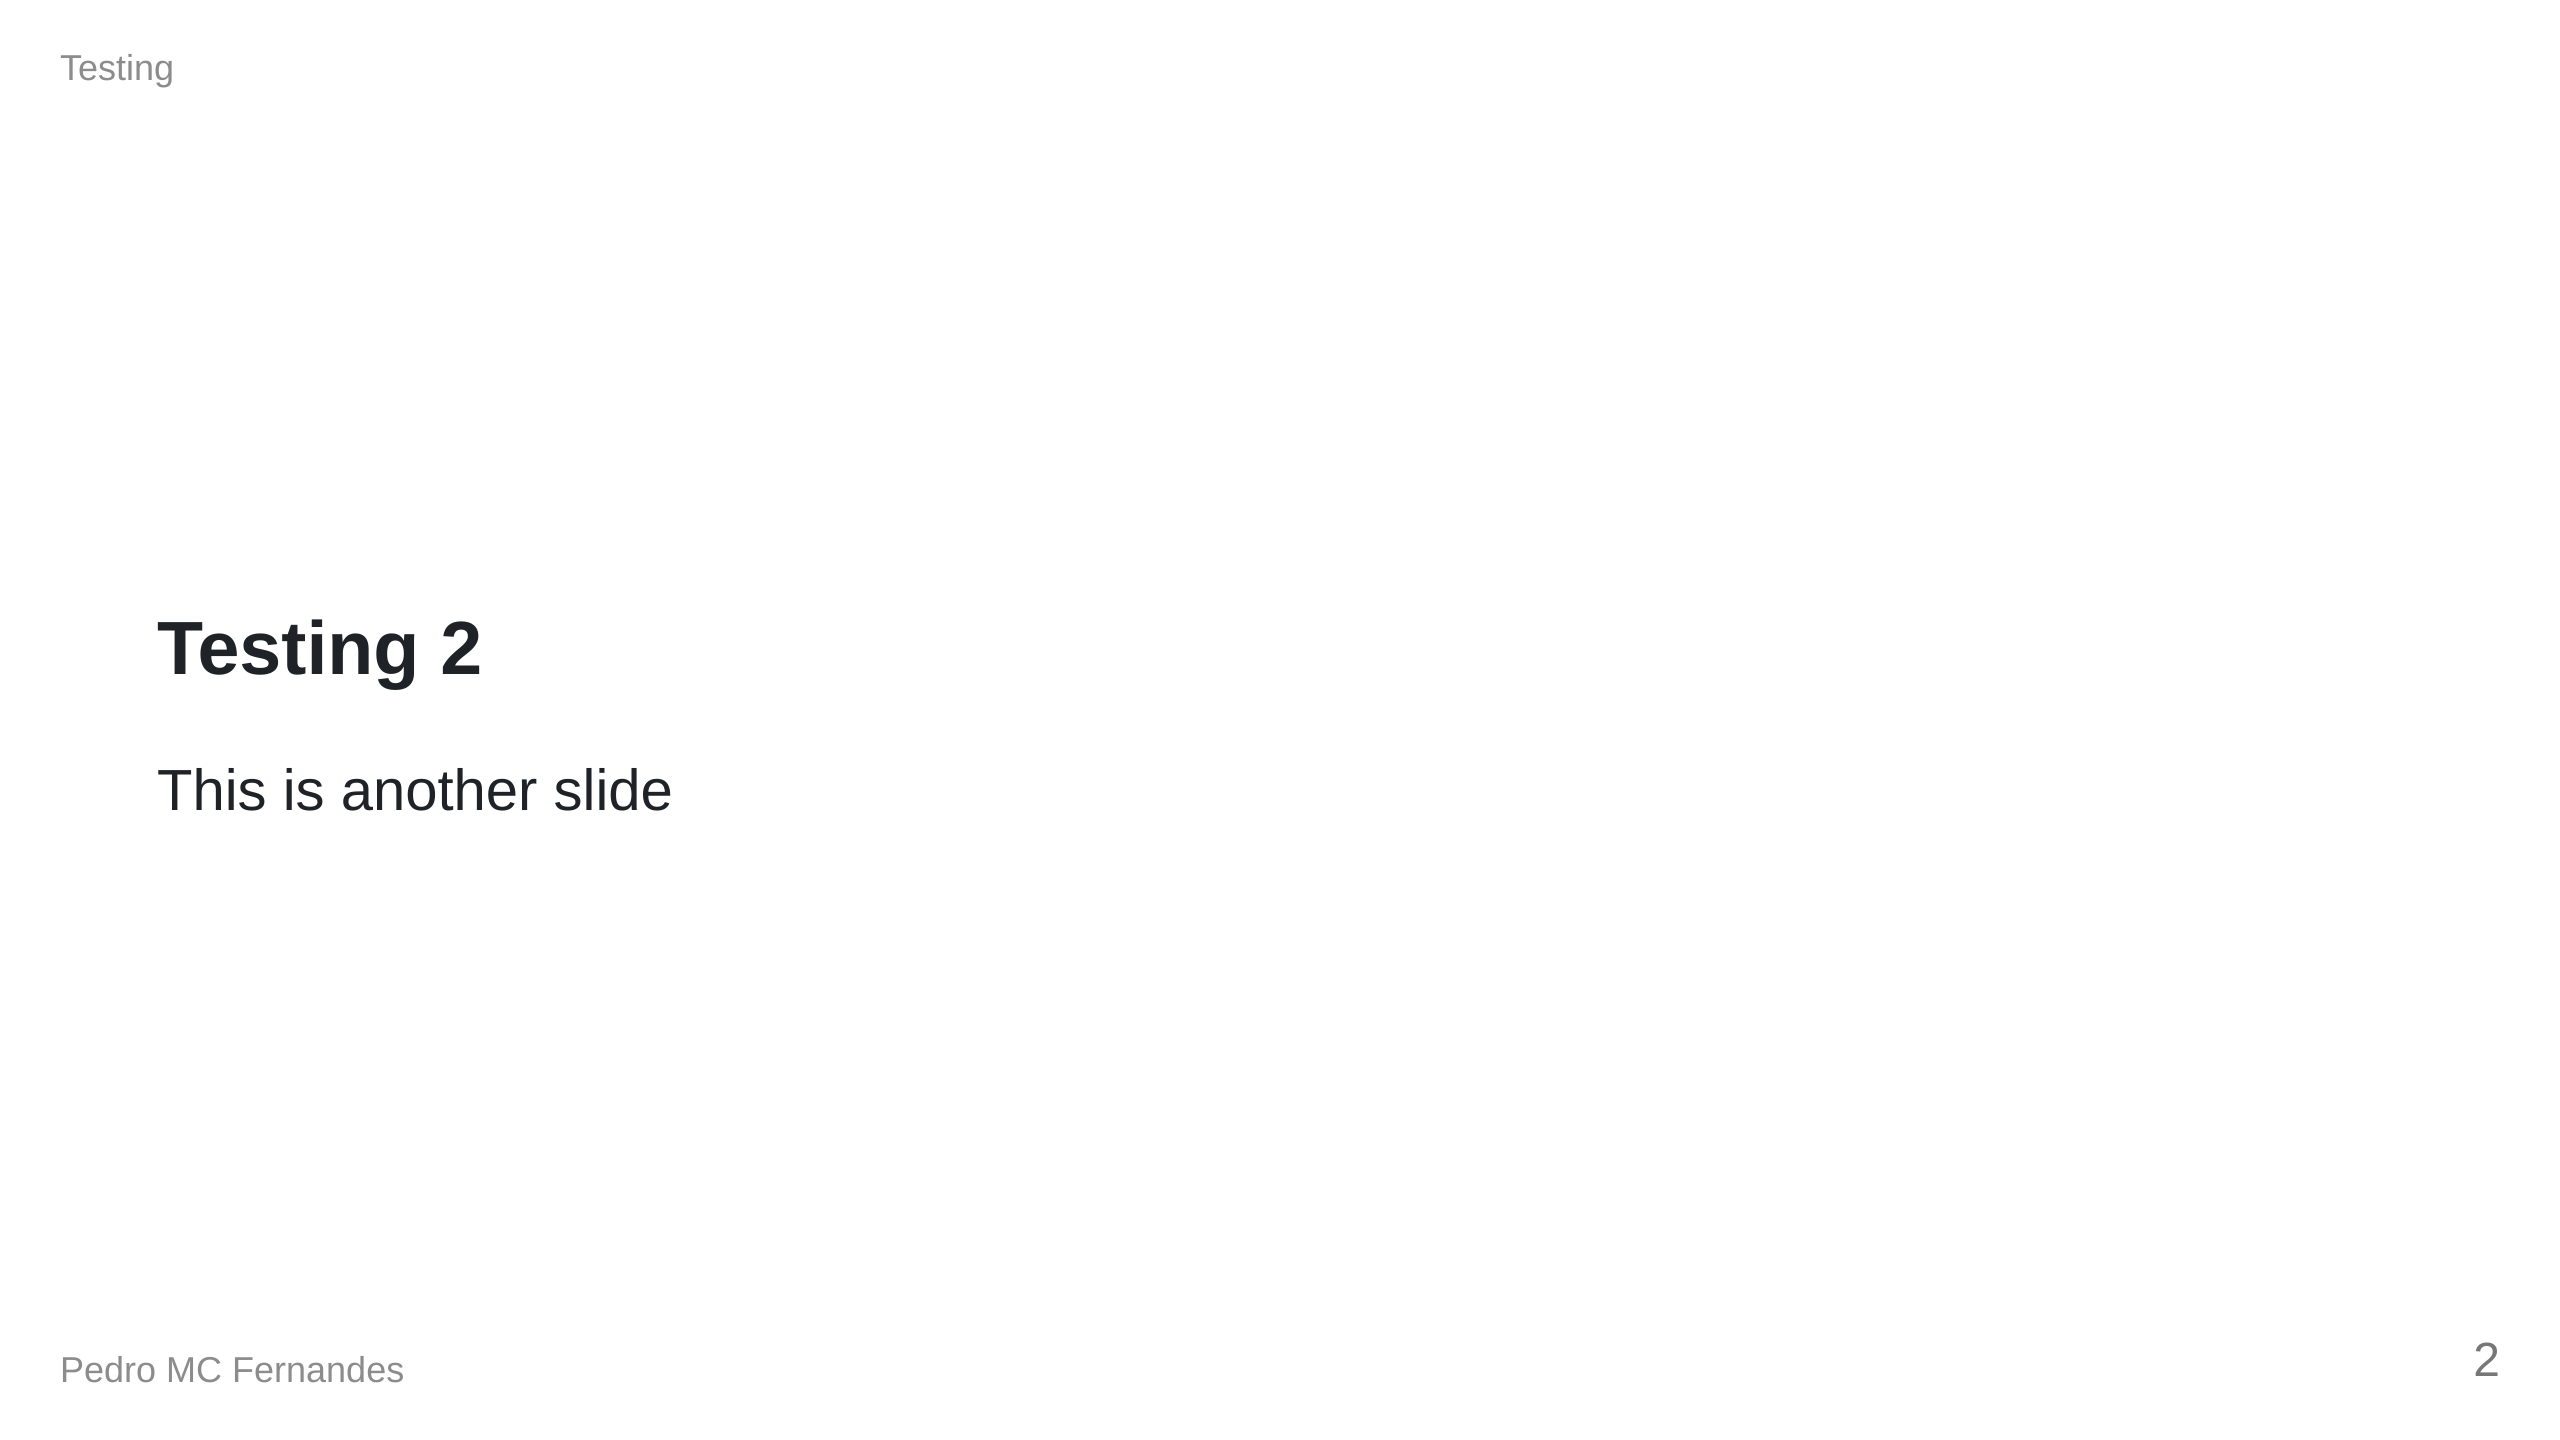 Testing
Testing 2
This is another slide
Pedro MC Fernandes
2